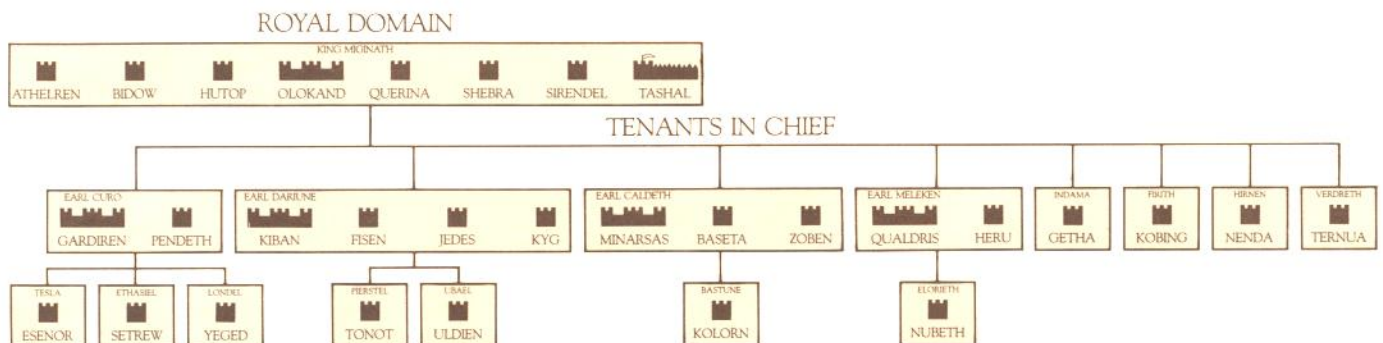 ROYAL DOMAIN
KING MIGINATH
ATHELREN BIDOW HUTOP OLOKAND QUERINA SHEBRA SIRENDEL TASHAL
TENANTS IN CHIEF
EARL CURO EARL DARIUNE EARL CALDETH EARL MELEKEN INDAMA FIRITH HIRNEN VERDRETH
GARDIREN PENDETH KIBAN FISEN JEDES KYG MINARSAS BASETA ZOBEN QUALDRIS HERU GETHA KOBING NENDA TERNUA
TESLA ETHASIEL LONDEL PIERSTEL UBAEL BASTUNE ELORIETH
ESENOR SETREW YEGED TONOT ULDIEN KOLORN NUBETH